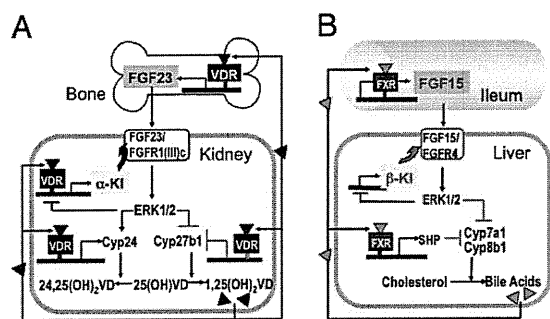 A
FGF23
VDR
Bone
FGF23/
FGFR1(III)c
Kidney
VDR
α-Kl
ERK1/2
VDR
Cyp24
Cyp27b1
VDR
24,25(OH)₂VD
25(OH)VD
1,25(OH)₂VD
B
FXR
FGF15
Ileum
FGF15/
FGFR4
Liver
β-Kl
ERK1/2
FXR
SHP
Cyp7a1
Cyp8b1
Cholesterol
Bile Acids